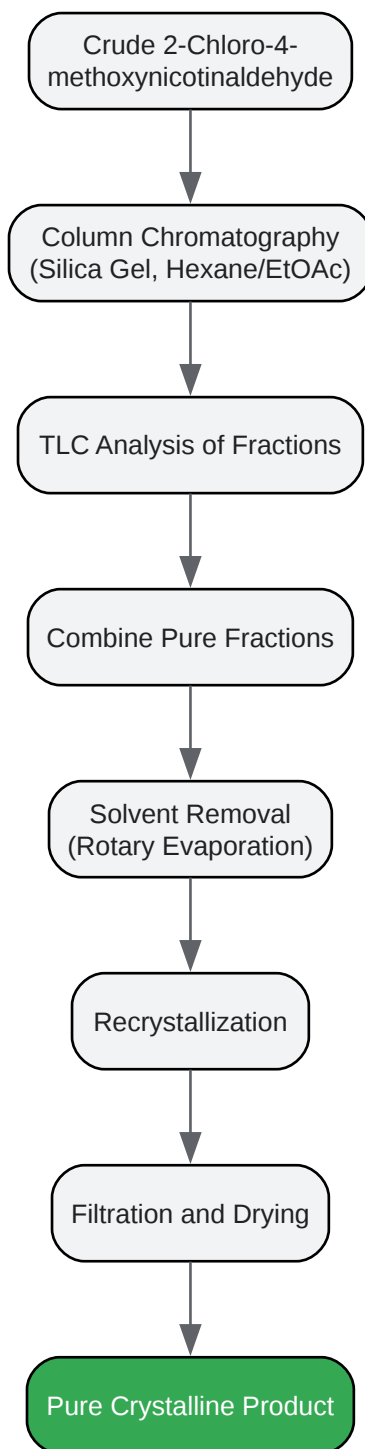 Crude 2-Chloro-4-
methoxynicotinaldehyde
Column Chromatography
(Silica Gel, Hexane/EtOAc)
TLC Analysis of Fractions
Combine Pure Fractions
Solvent Removal
(Rotary Evaporation)
Recrystallization
Filtration and Drying
Pure Crystalline Product